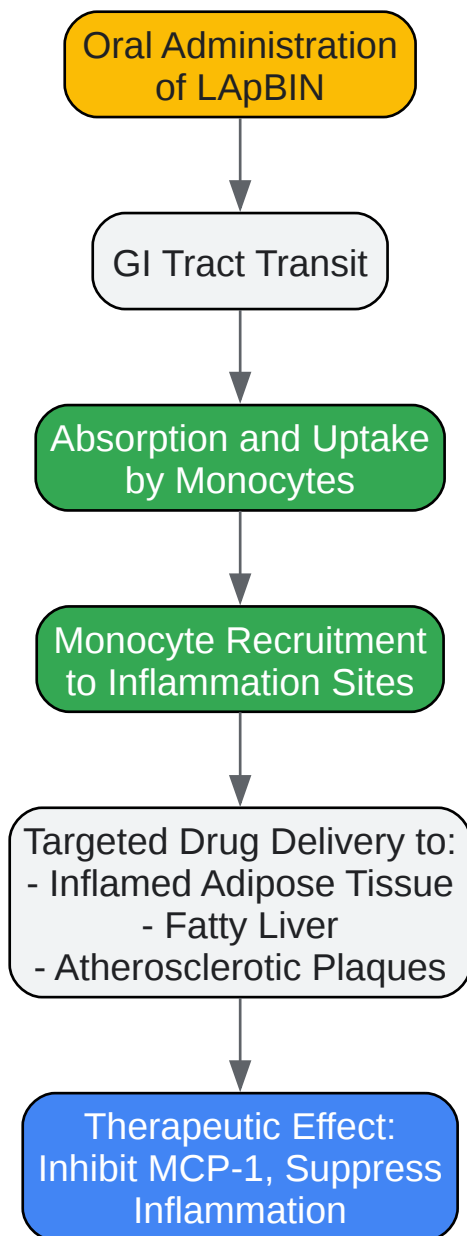 Oral Administration
of LApBIN
GI Tract Transit
Absorption and Uptake
by Monocytes
Monocyte Recruitment
to Inflammation Sites
Targeted Drug Delivery to:
- Inflamed Adipose Tissue
- Fatty Liver
- Atherosclerotic Plaques
Therapeutic Effect:
Inhibit MCP-1, Suppress
Inflammation